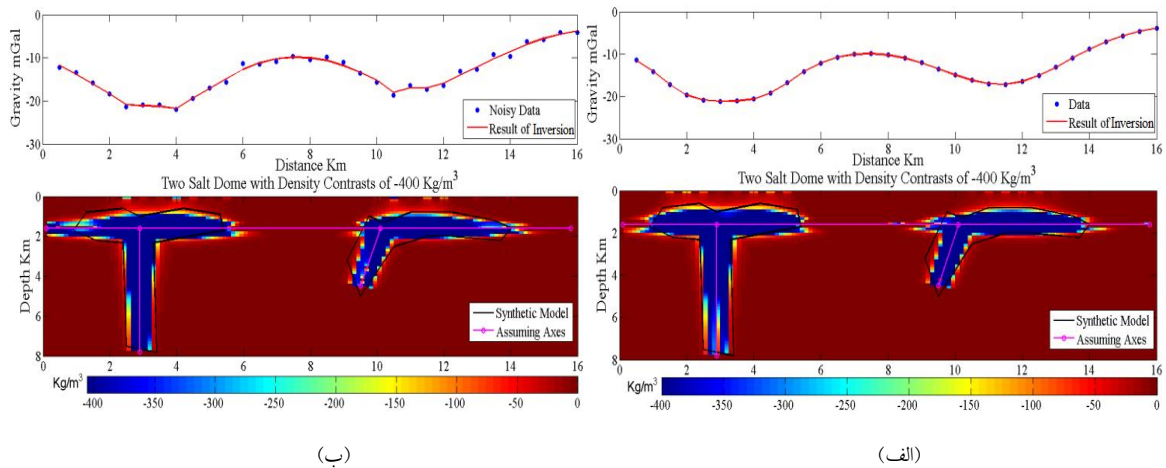 0
-10
-20
-30
Gravity mGal
Noisy Data
Result of Inversion
0 2 4 6 8 10 12 14 16
Distance Km
Two Salt Dome with Density Contrasts of -400 Kg/m³
0
2
4
6
8
Depth Km
Synthetic Model
Assuming Axes
0 2 4 6 8 10 12 14 16
Kg/m³
-400 -350 -300 -250 -200 -150 -100 -50 0
(ب)
0
-10
-20
-30
Gravity mGal
Data
Result of Inversion
0 2 4 6 8 10 12 14 16
Distance Km
Two Salt Dome with Density Contrasts of -400 Kg/m³
0
2
4
6
8
Depth Km
Synthetic Model
Assuming Axes
0 2 4 6 8 10 12 14 16
Kg/m³
-400 -350 -300 -250 -200 -150 -100 -50 0
(الف)